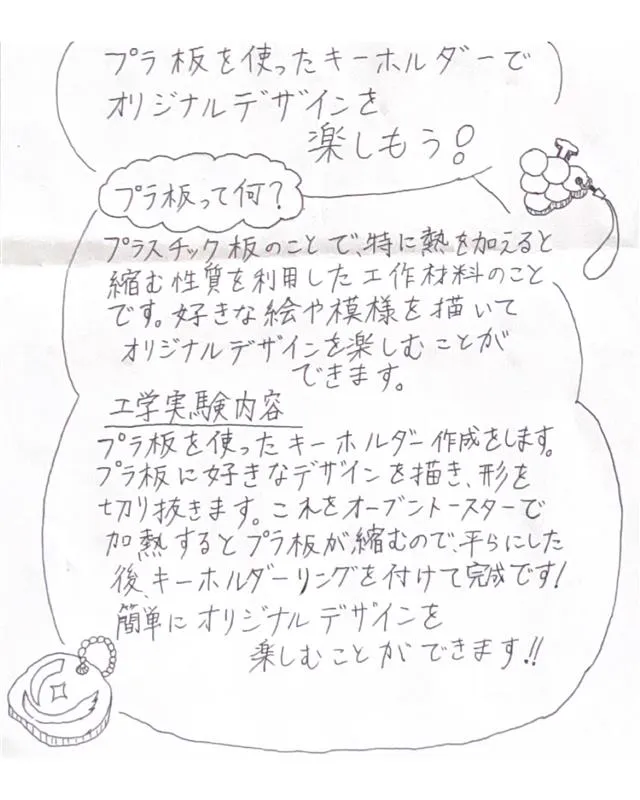 プラ板を使ったキーホルダーで
オリジナルデザインを
楽しもう!
プラ板って何?
プラスチック板のことで、特に熱を加えると
縮む性質を利用した工作材料のこと
です。好きな絵や模様を描いて
オリジナルデザインを楽しむことが
できます。
工学実験内容
プラ板を使ったキーホルダー作成をします。
プラ板に好きなデザインを描き、形を
切り抜きます。これをオーブントースターで
加熱するとプラ板が縮むので、平らにした
後、キーホルダーリングを付けて完成です!
簡単にオリジナルデザインを
楽しむことができます!!